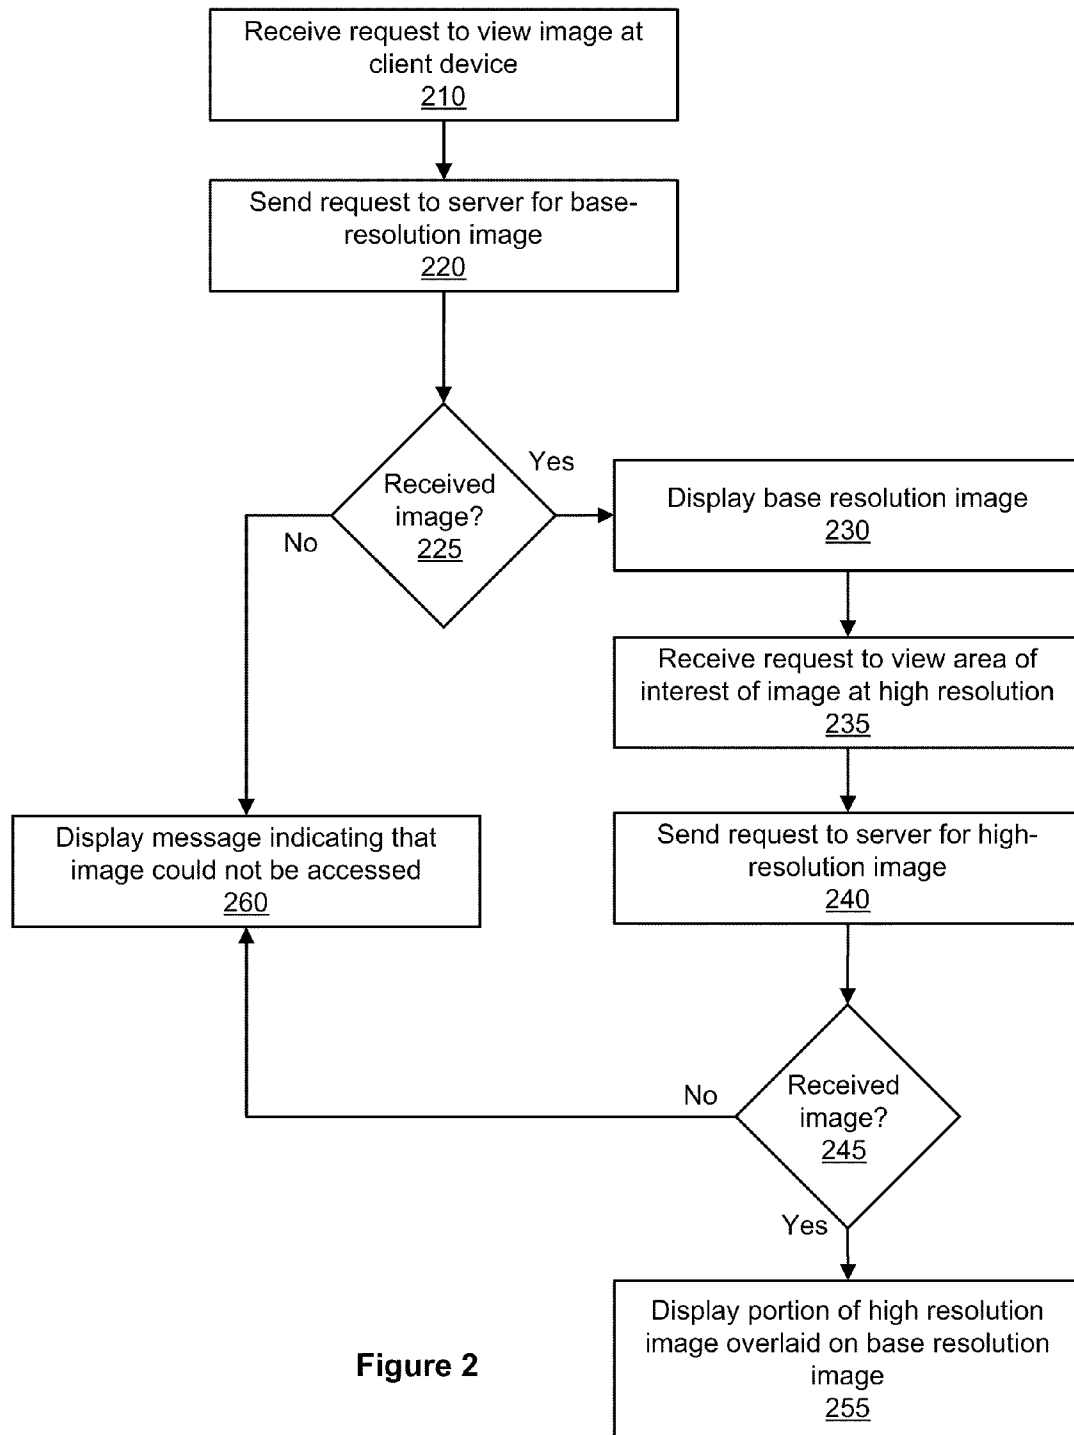 Receive request to view image at
client device
210
Send request to server for base-
resolution image
220
Received
image?
225
Yes
No
Display base resolution image
230
Receive request to view area of
interest of image at high resolution
235
Send request to server for high-
resolution image
240
Display message indicating that
image could not be accessed
260
Received
image?
245
No
Yes
Display portion of high resolution
image overlaid on base resolution
image
255
Figure 2